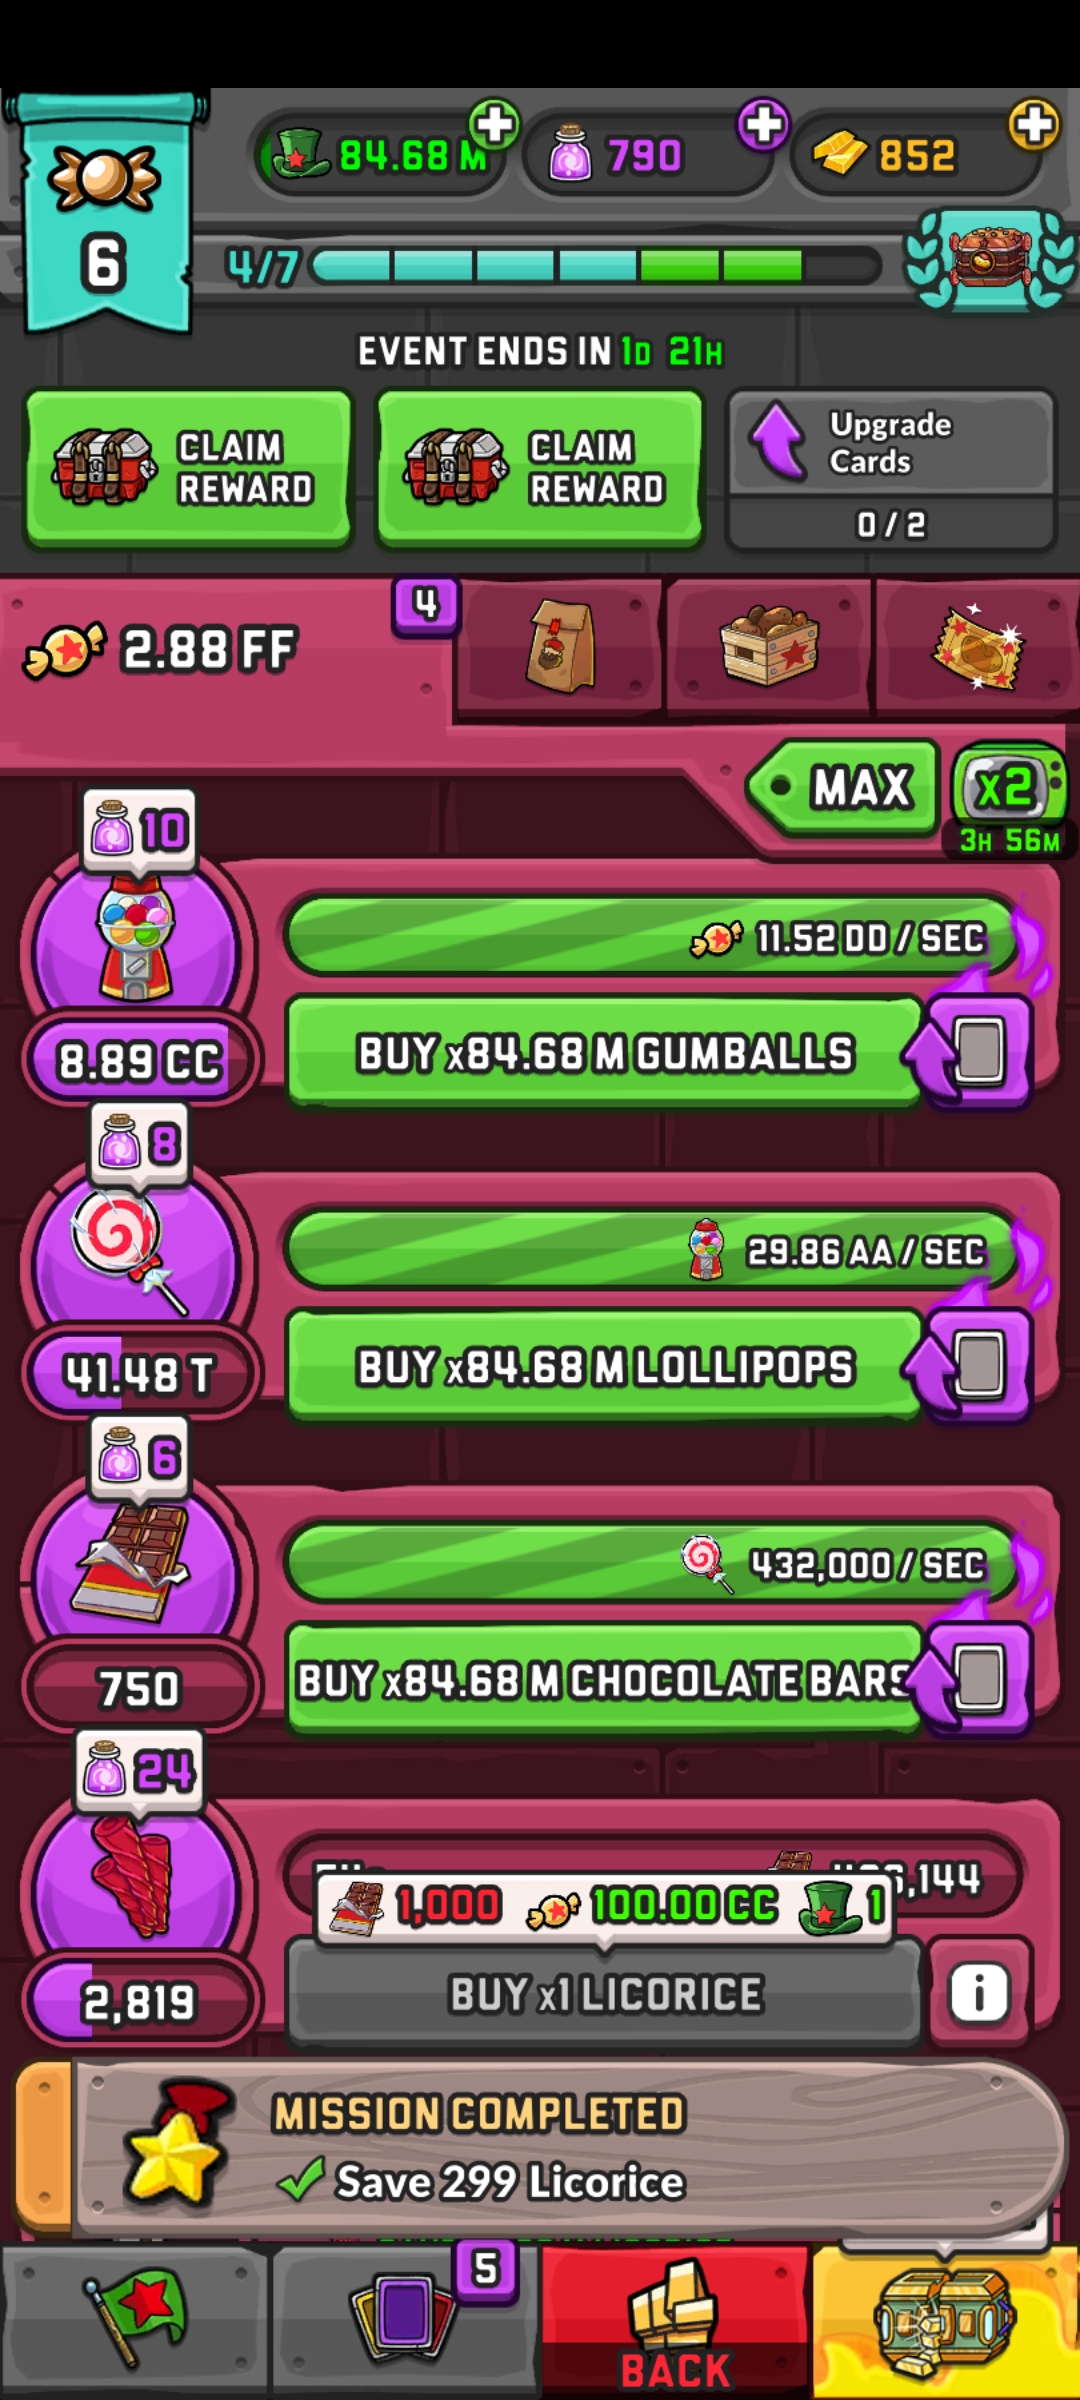 84.68 M
790
852
6
4/7
EVENT ENDS IN 1D 21H
CLAIM REWARD
CLAIM REWARD
Upgrade Cards
0 / 2
2.88 FF
4
MAX
x2
3H 56M
10
11.52 DD / SEC
8.89 CC
BUY x84.68 M GUMBALLS
8
29.86 AA / SEC
41.48 T
BUY x84.68 M LOLLIPOPS
6
432,000 / SEC
750
BUY x84.68 M CHOCOLATE BARS
24
1,000 100.00 CC 1
2,819
BUY x1 LICORICE
i
MISSION COMPLETED
Save 299 Licorice
5
BACK